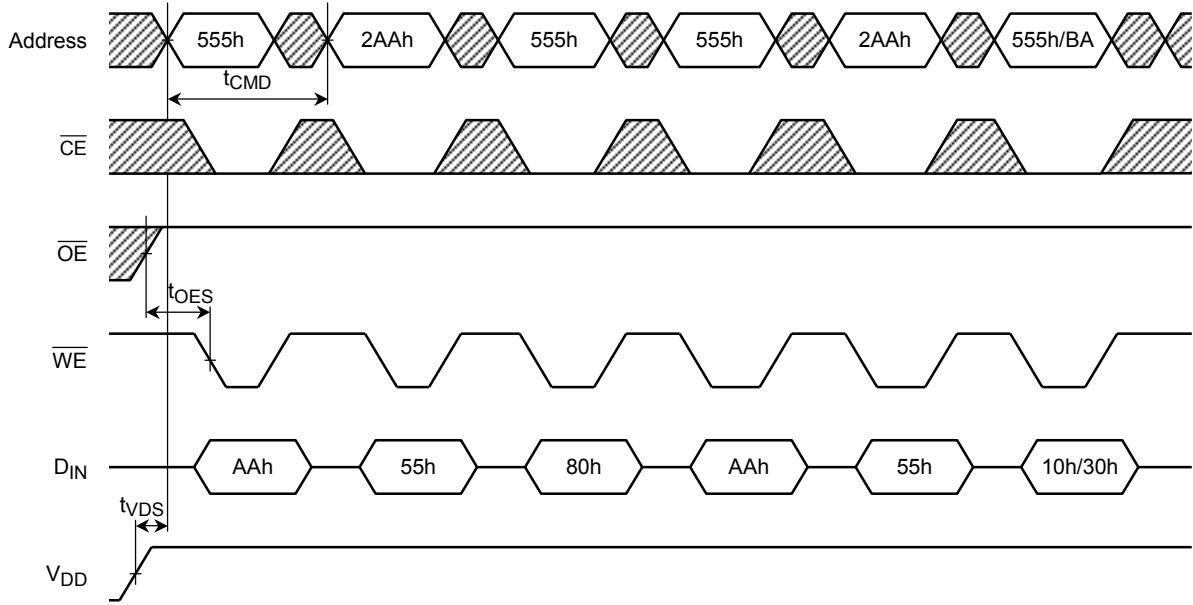 Address 555h 2AAh 555h 555h 2AAh 555h/BA
tCMD
CE
OE
tOES
WE
DIN AAh 55h 80h AAh 55h 10h/30h
tVDS
VDD